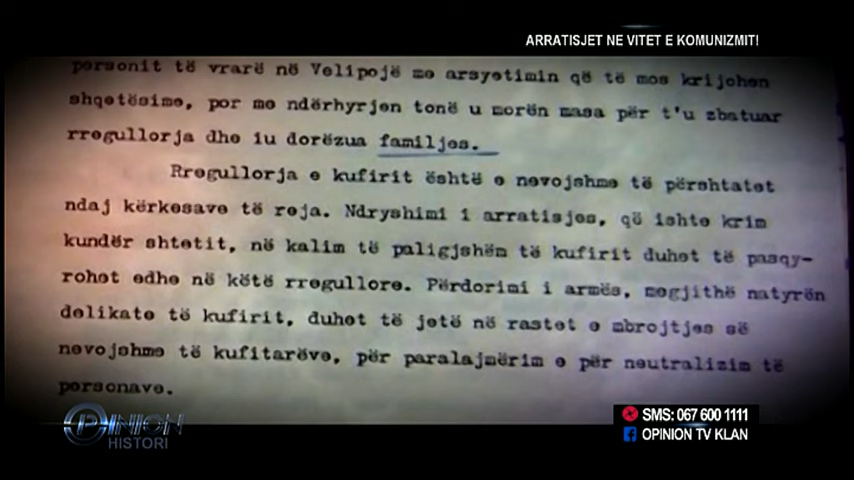 ARRATISJET NE VITET E KOMUNIZMIT!
personit të vrarë në Velipojë me arsyetimin që të mos krijohen
shqetësime, por me ndërhyrjen tonë u morën masa për t'u zbatuar
rregullorja dhe iu dorëzua familjes.
Rregullorja e kufirit është e nevojshme të përshtatet
ndaj kërkesave të reja. Ndryshimi i arratisjes, që ishte krim
kundër shtetit, në kalim të paligjshëm të kufirit duhet të pasqy-
rohet edhe në këtë rregullore. Përdorimi i armës, megjithë natyrën
delikate të kufirit, duhet të jetë në rastet e mbrojtjes së
nevojshme të kufitarëve, për paralajmërim e për neutralizim të
personave.
OPINION
HISTORI
SMS: 067 600 1111
OPINION TV KLAN